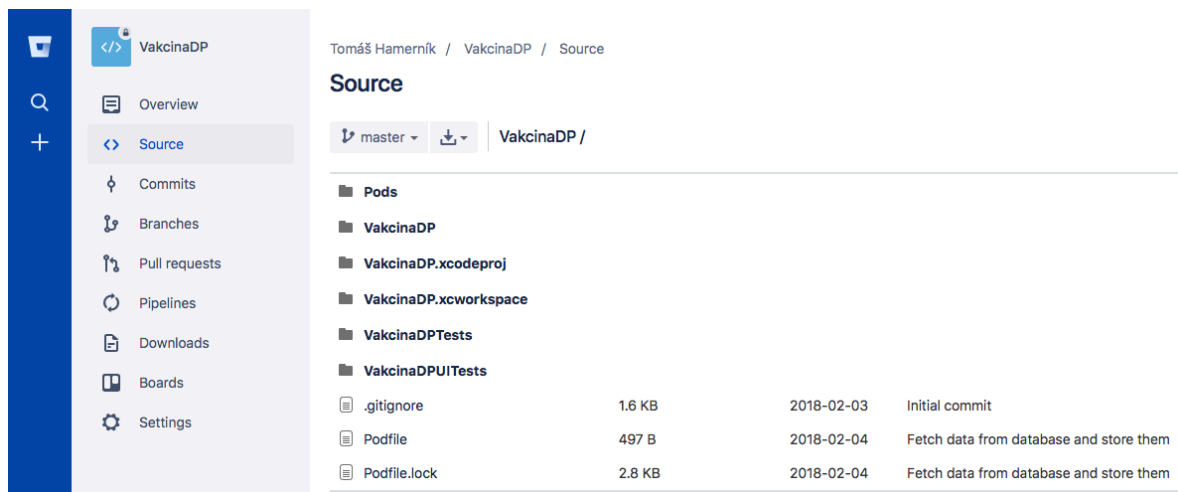 VakcinaDP
Overview
Source
Commits
Branches
Pull requests
Pipelines
Downloads
Boards
Settings
Tomáš Hamerník / VakcinaDP / Source
Source
master
VakcinaDP /
Pods
VakcinaDP
VakcinaDP.xcodeproj
VakcinaDP.xcworkspace
VakcinaDPTests
VakcinaDPUITests
.gitignore 1.6 KB 2018-02-03 Initial commit
Podfile 497 B 2018-02-04 Fetch data from database and store them
Podfile.lock 2.8 KB 2018-02-04 Fetch data from database and store them